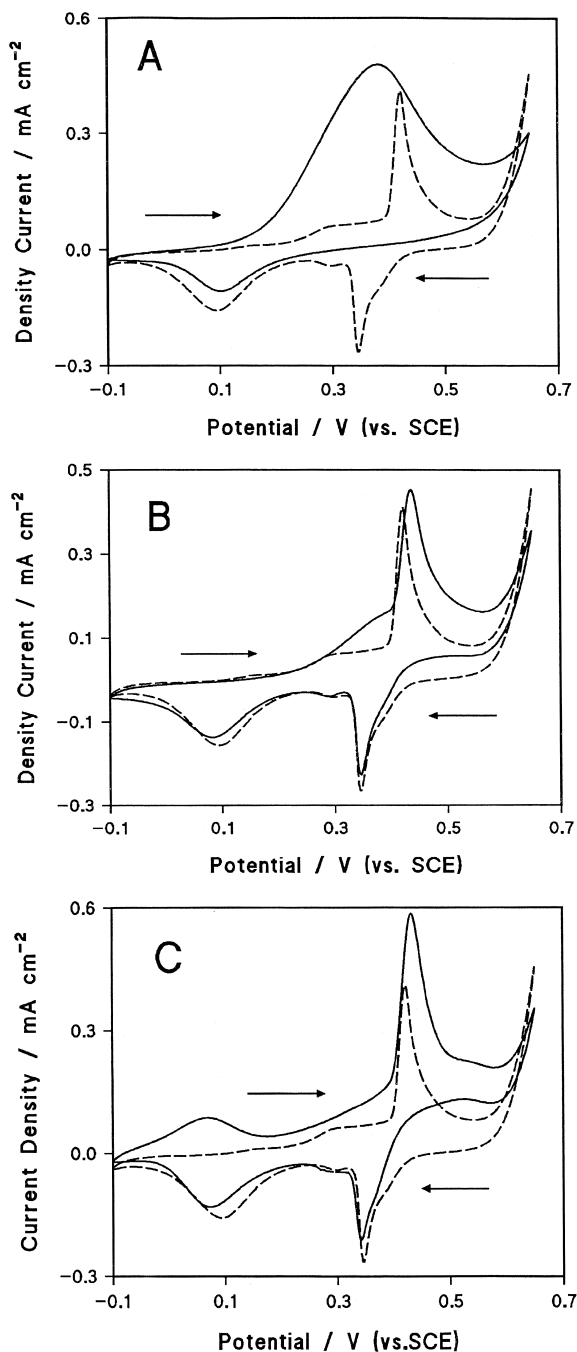 A
0.6
0.3
0.0
−0.3
Density Current / mA cm⁻²
−0.1 0.1 0.3 0.5 0.7
Potential / V (vs. SCE)
B
0.5
0.3
0.1
−0.1
−0.3
Density Current / mA cm⁻²
−0.1 0.1 0.3 0.5 0.7
Potential / V (vs. SCE)
C
0.6
0.3
0.0
−0.3
Current Density / mA cm⁻²
−0.1 0.1 0.3 0.5 0.7
Potential / V (vs.SCE)